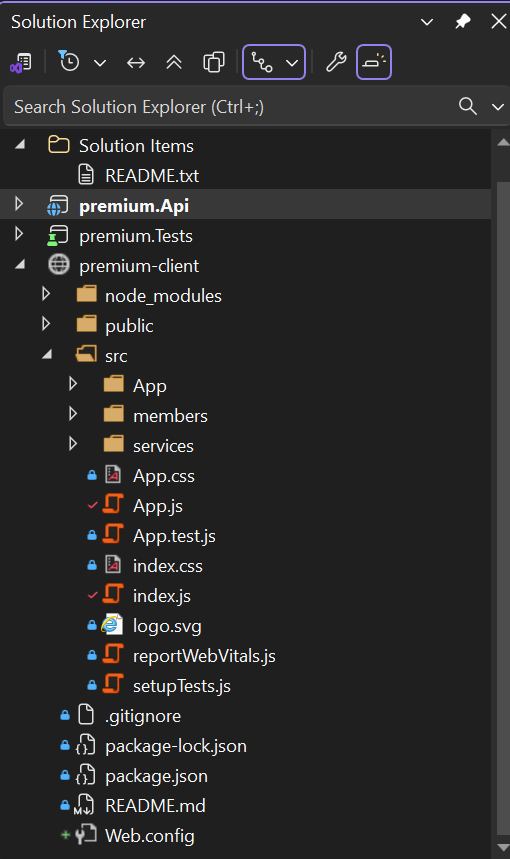 Solution Explorer
Search Solution Explorer (Ctrl+;)
Solution Items
README.txt
premium.Api
premium.Tests
premium-client
node_modules
public
src
App
members
services
App.css
App.js
App.test.js
index.css
index.js
logo.svg
reportWebVitals.js
setupTests.js
.gitignore
package-lock.json
package.json
README.md
Web.config